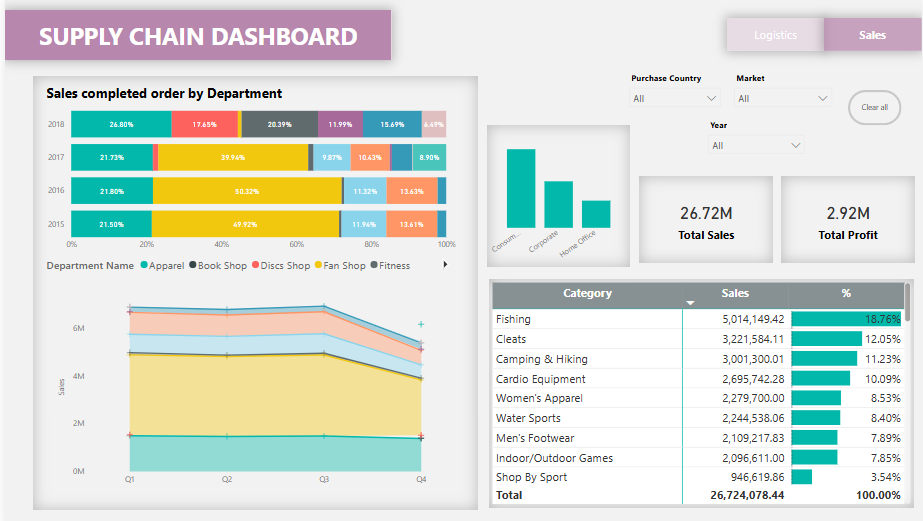 SUPPLY CHAIN DASHBOARD
Logistics Sales
Purchase Country Market
All All
Clear all
Year
All
Sales completed order by Department
2018 26.80% 17.65% 20.39% 11.99% 15.69% 6.49%
2017 21.73% 39.94% 9.87% 10.43% 8.90%
2016 21.80% 50.32% 11.32% 13.63%
2015 21.50% 49.92% 11.94% 13.61%
0% 20% 40% 60% 80% 100%
Department Name Apparel Book Shop Discs Shop Fan Shop Fitness
Sales
6M
4M
2M
0M
Q1 Q2 Q3 Q4
Consum... Corporate Home Office
26.72M
Total Sales
2.92M
Total Profit
Category Sales %
Fishing 5,014,149.42 18.76%
Cleats 3,221,584.11 12.05%
Camping & Hiking 3,001,300.01 11.23%
Cardio Equipment 2,695,742.28 10.09%
Women's Apparel 2,279,700.00 8.53%
Water Sports 2,244,538.06 8.40%
Men's Footwear 2,109,217.83 7.89%
Indoor/Outdoor Games 2,096,611.00 7.85%
Shop By Sport 946,619.86 3.54%
Total 26,724,078.44 100.00%